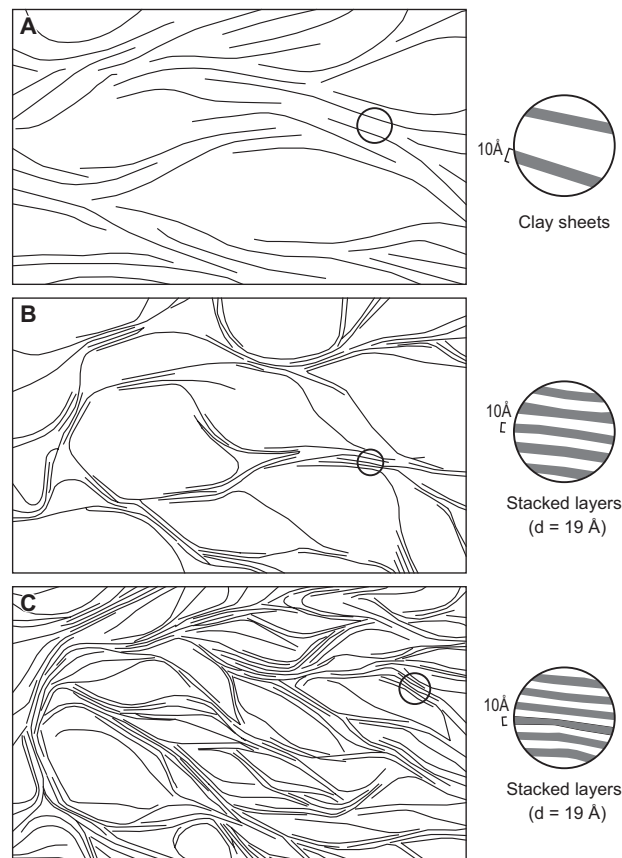 A
10Å
Clay sheets
B
10Å
Stacked layers
(d = 19 Å)
C
10Å
Stacked layers
(d = 19 Å)